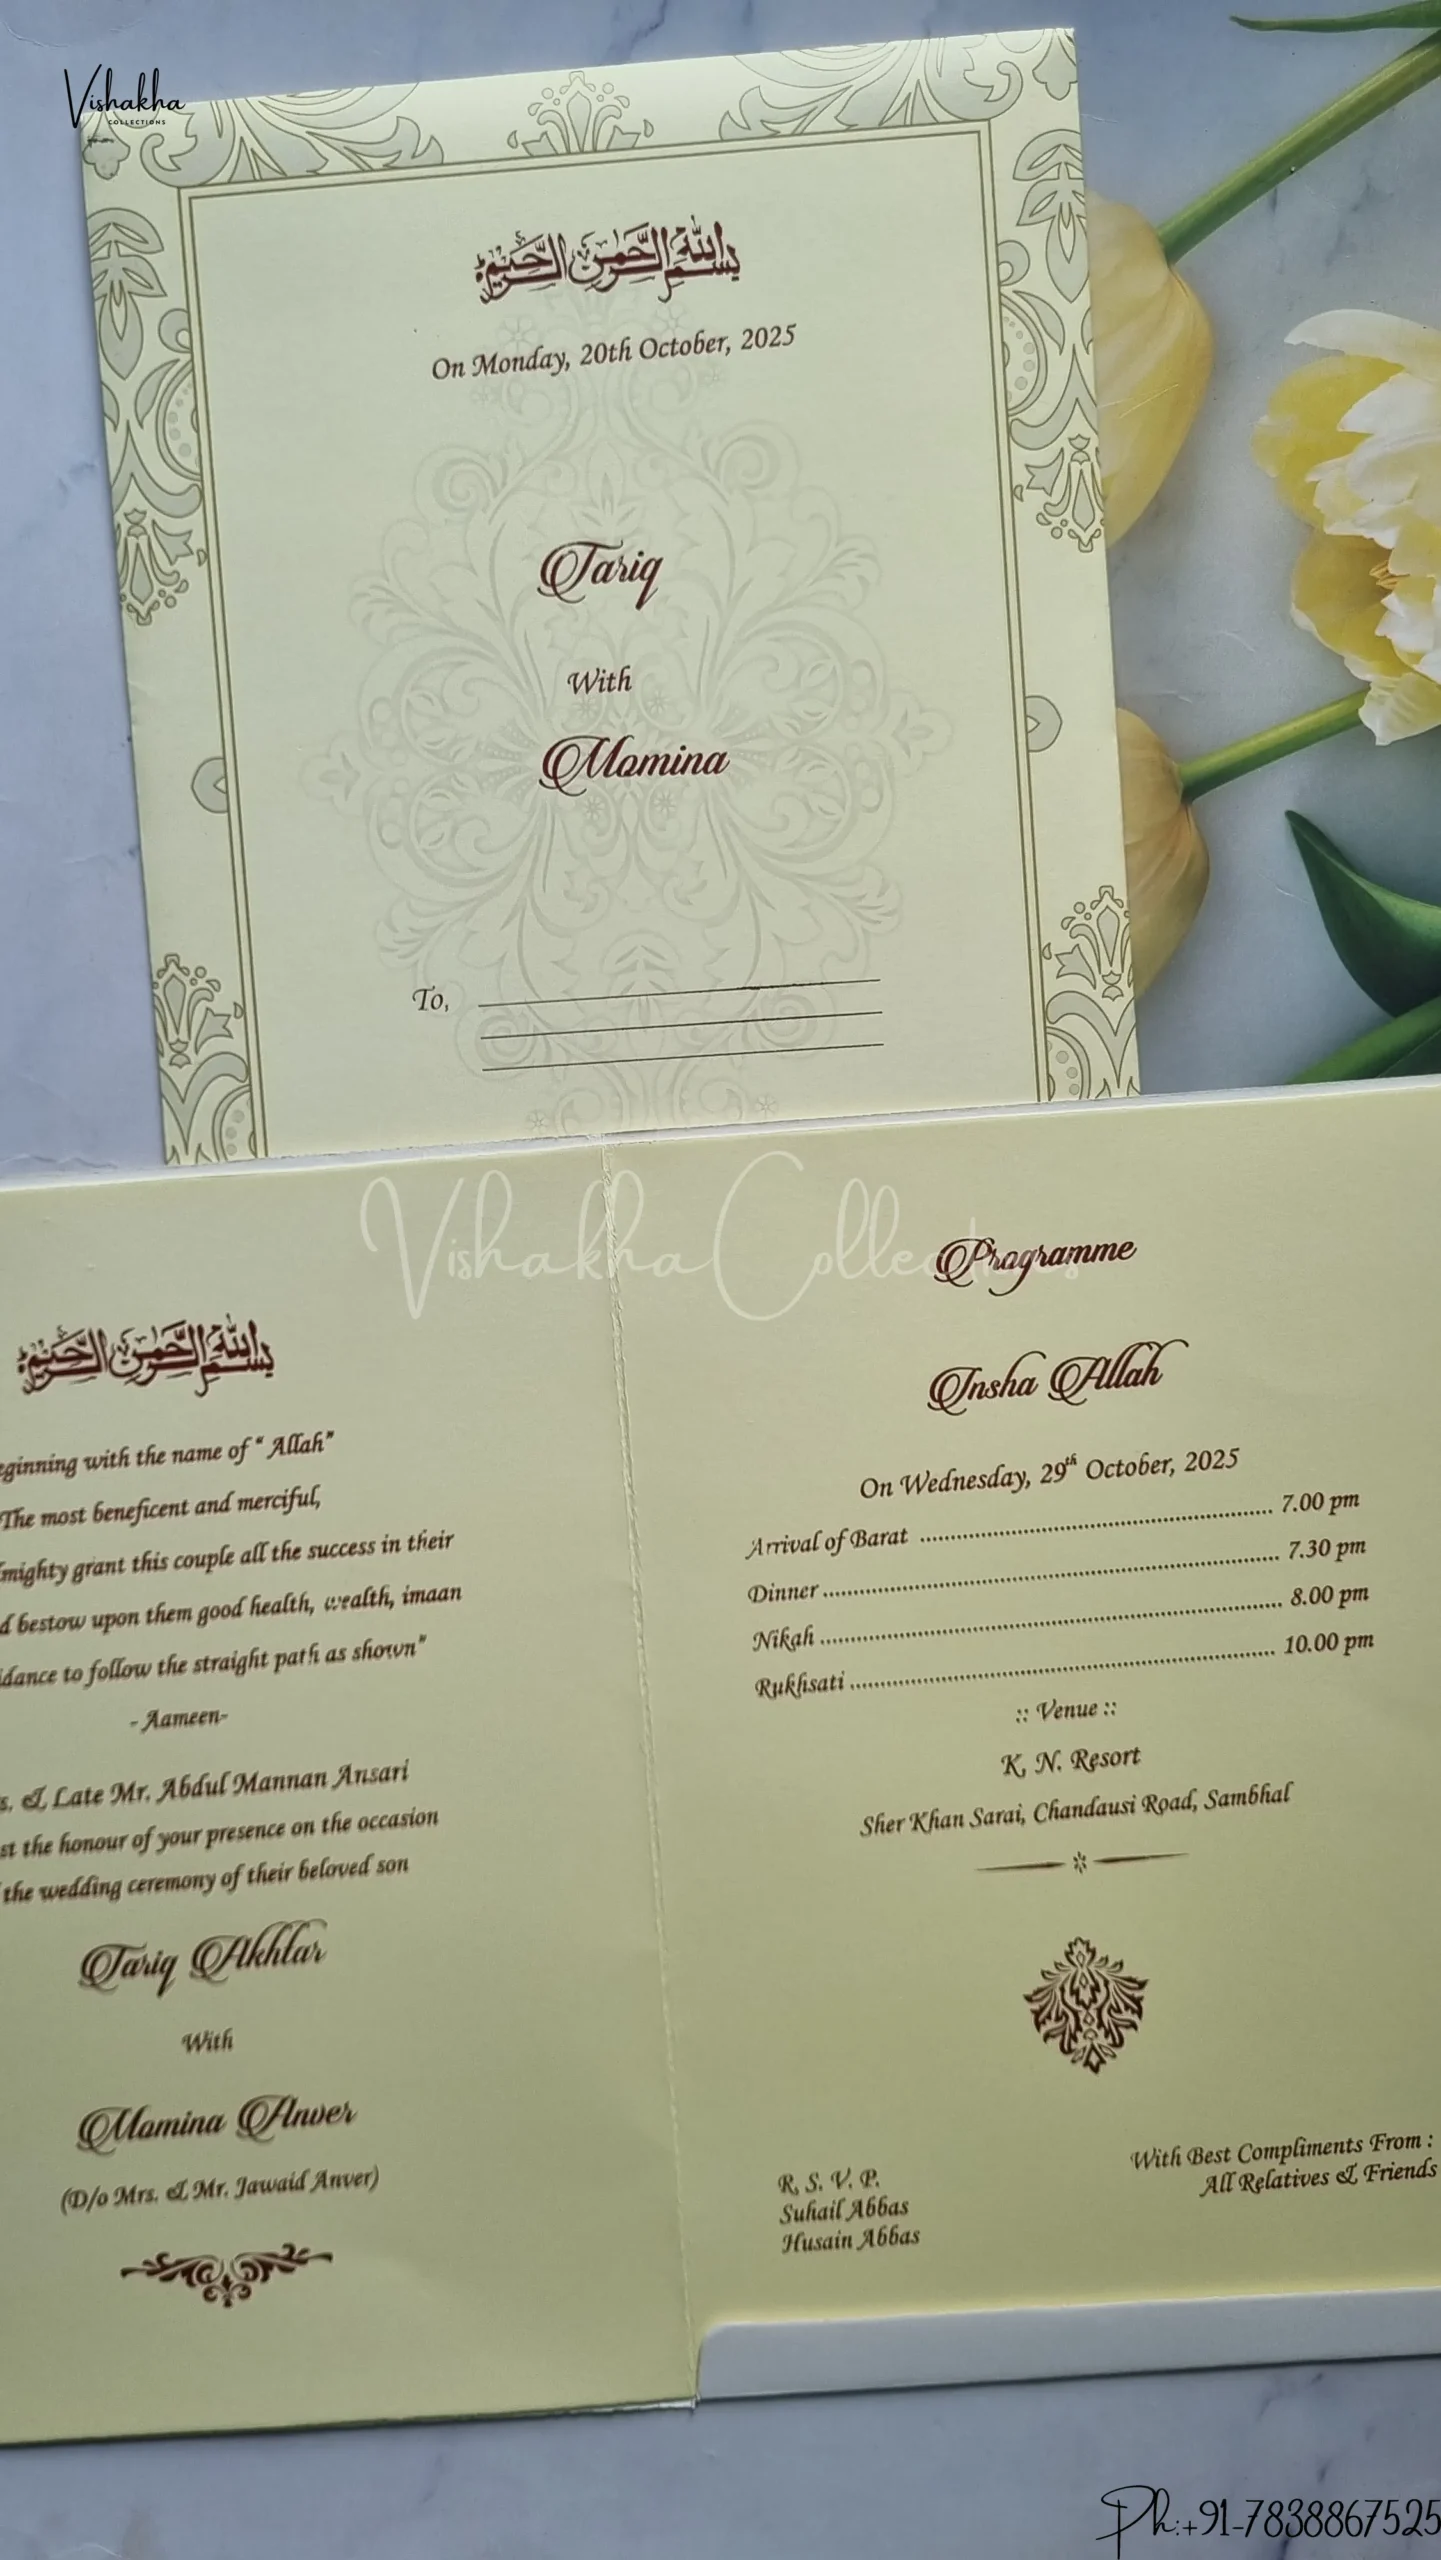 Vishakha
COLLECTIONS
بسم الله الرحمن الرحيم
On Monday, 20th October, 2025
Tariq
With
Momina
To,
Vishakha Collections
بسم الله الرحمن الرحيم
eginning with the name of “ Allah”
The most beneficent and merciful,
mighty grant this couple all the success in their
d bestow upon them good health, wealth, imaan
idance to follow the straight path as shown”
- Aameen-
s. & Late Mr. Abdul Mannan Ansari
st the honour of your presence on the occasion
the wedding ceremony of their beloved son
Tariq Akhtar
With
Momina Anver
(D/o Mrs. & Mr. Jawaid Anver)
Programme
Insha Allah
On Wednesday, 29th October, 2025
Arrival of Barat ........ 7.00 pm
Dinner ........ 7.30 pm
Nikah ........ 8.00 pm
Rukhsati ........ 10.00 pm
:: Venue ::
K. N. Resort
Sher Khan Sarai, Chandausi Road, Sambhal
R. S. V. P.
Suhail Abbas
Husain Abbas
With Best Compliments From :
All Relatives & Friends
Ph:+91-7838867525